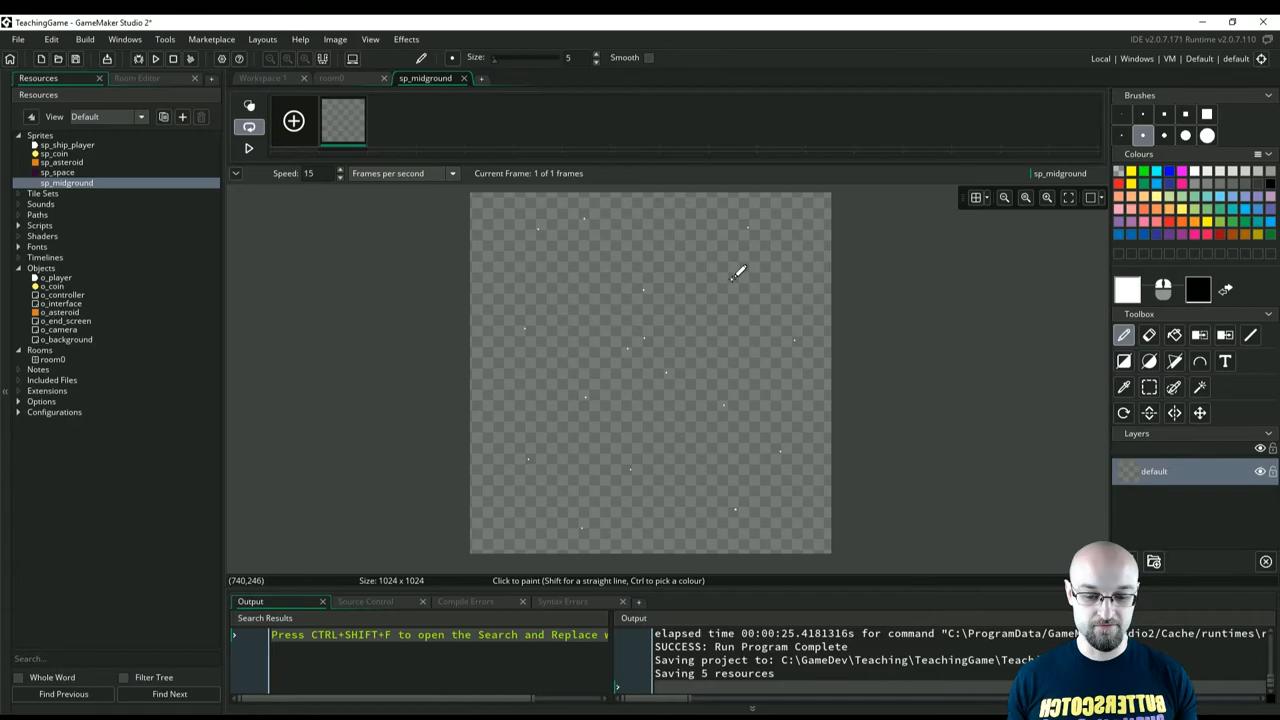 TeachingGame - GameMaker Studio 2*
File Edit Build Windows Tools Marketplace Layouts Help Image View Effects
IDE v2.0.7.171 Runtime v2.0.7.110
Size: 5 Smooth
Local | Windows | VM | Default | default
Resources Room Editor
Workspace 1 room0 sp_midground
Resources
View Default
Sprites
sp_ship_player
sp_coin
sp_asteroid
sp_space
sp_midground
Tile Sets
Sounds
Paths
Scripts
Shaders
Fonts
Timelines
Objects
o_player
o_coin
o_controller
o_interface
o_asteroid
o_end_screen
o_camera
o_background
Rooms
room0
Notes
Included Files
Extensions
Options
Configurations
Search...
Whole Word Filter Tree
Find Previous Find Next
Speed: 15 Frames per second Current Frame: 1 of 1 frames
sp_midground
(740,246) Size: 1024 x 1024 Click to paint (Shift for a straight line, Ctrl to pick a colour)
Brushes
Colours
Toolbox
T
Layers
default
Output Source Control Compile Errors Syntax Errors
Search Results
Press CTRL+SHIFT+F to open the Search and Replace w
Output
elapsed time 00:00:25.4181316s for command "C:\ProgramData/GameM
SUCCESS: Run Program Complete
Saving project to: C:\GameDev\Teaching\TeachingGame\Teach
Saving 5 resources
BUTTERSCOTCH